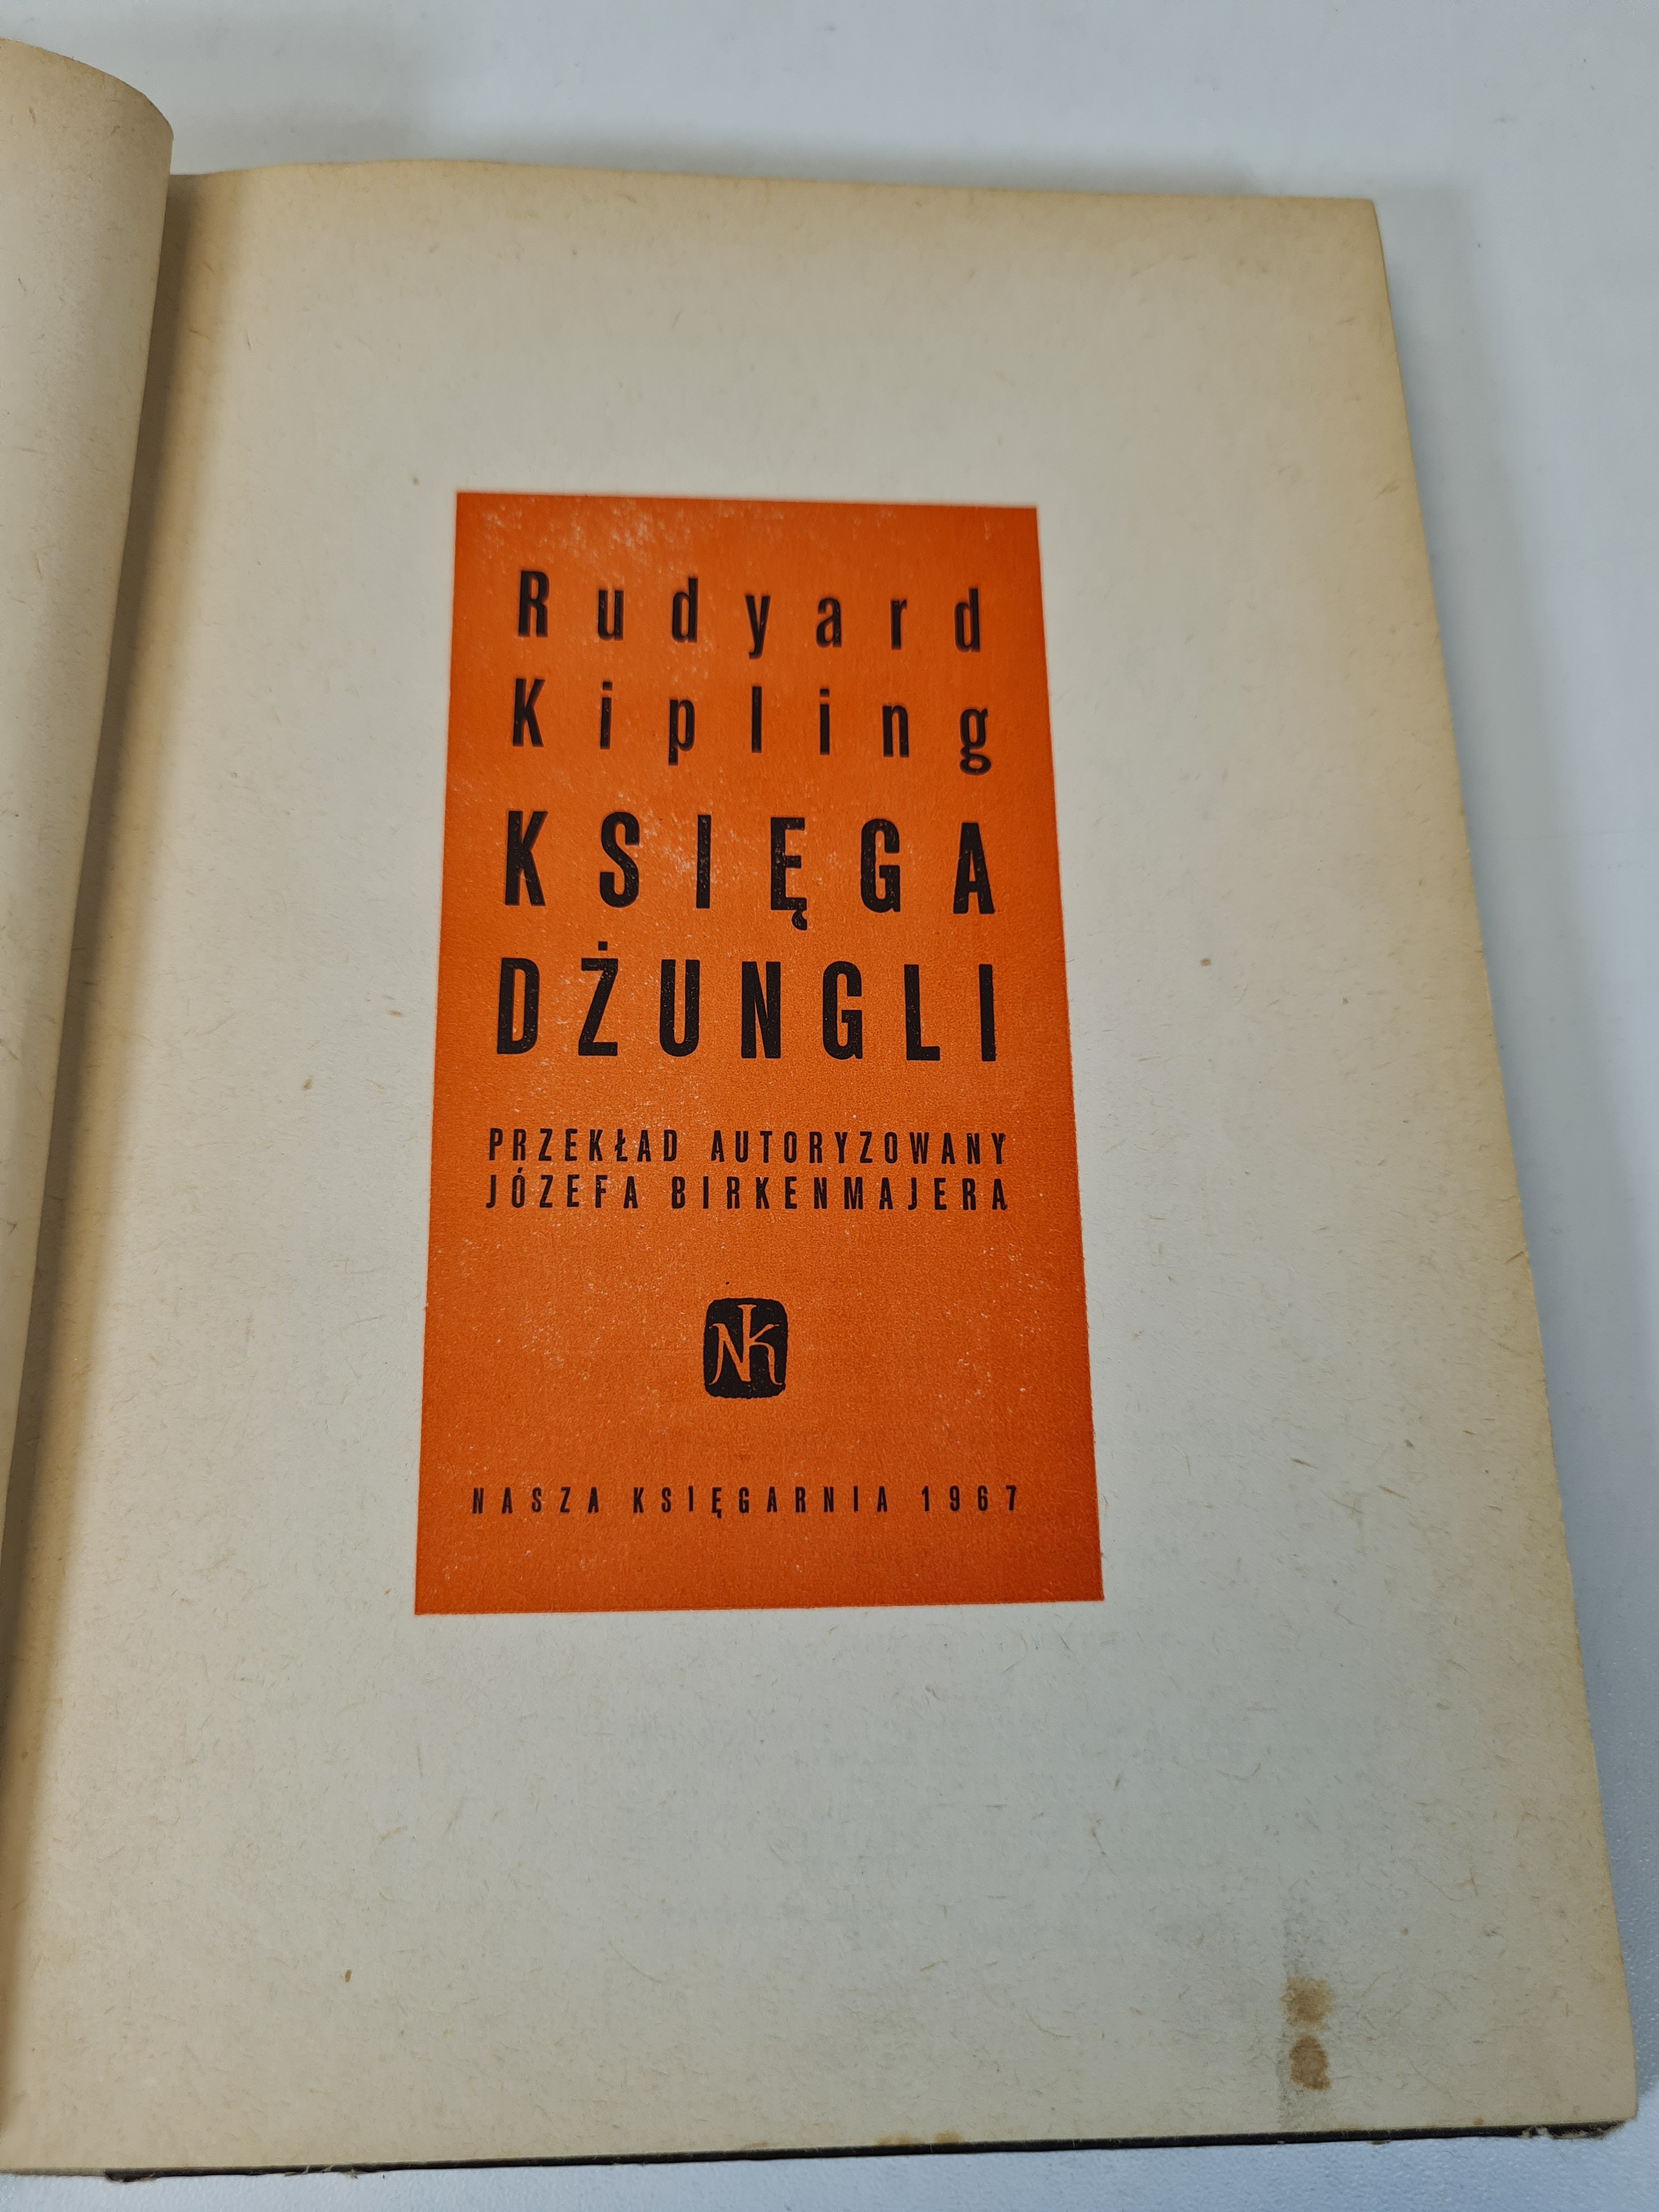 Rudyard
Kipling
KSIĘGA
DŻUNGLI
PRZEKŁAD AUTORYZOWANY
JÓZEFA BIRKENMAJERA
NK
NASZA KSIĘGARNIA 1967